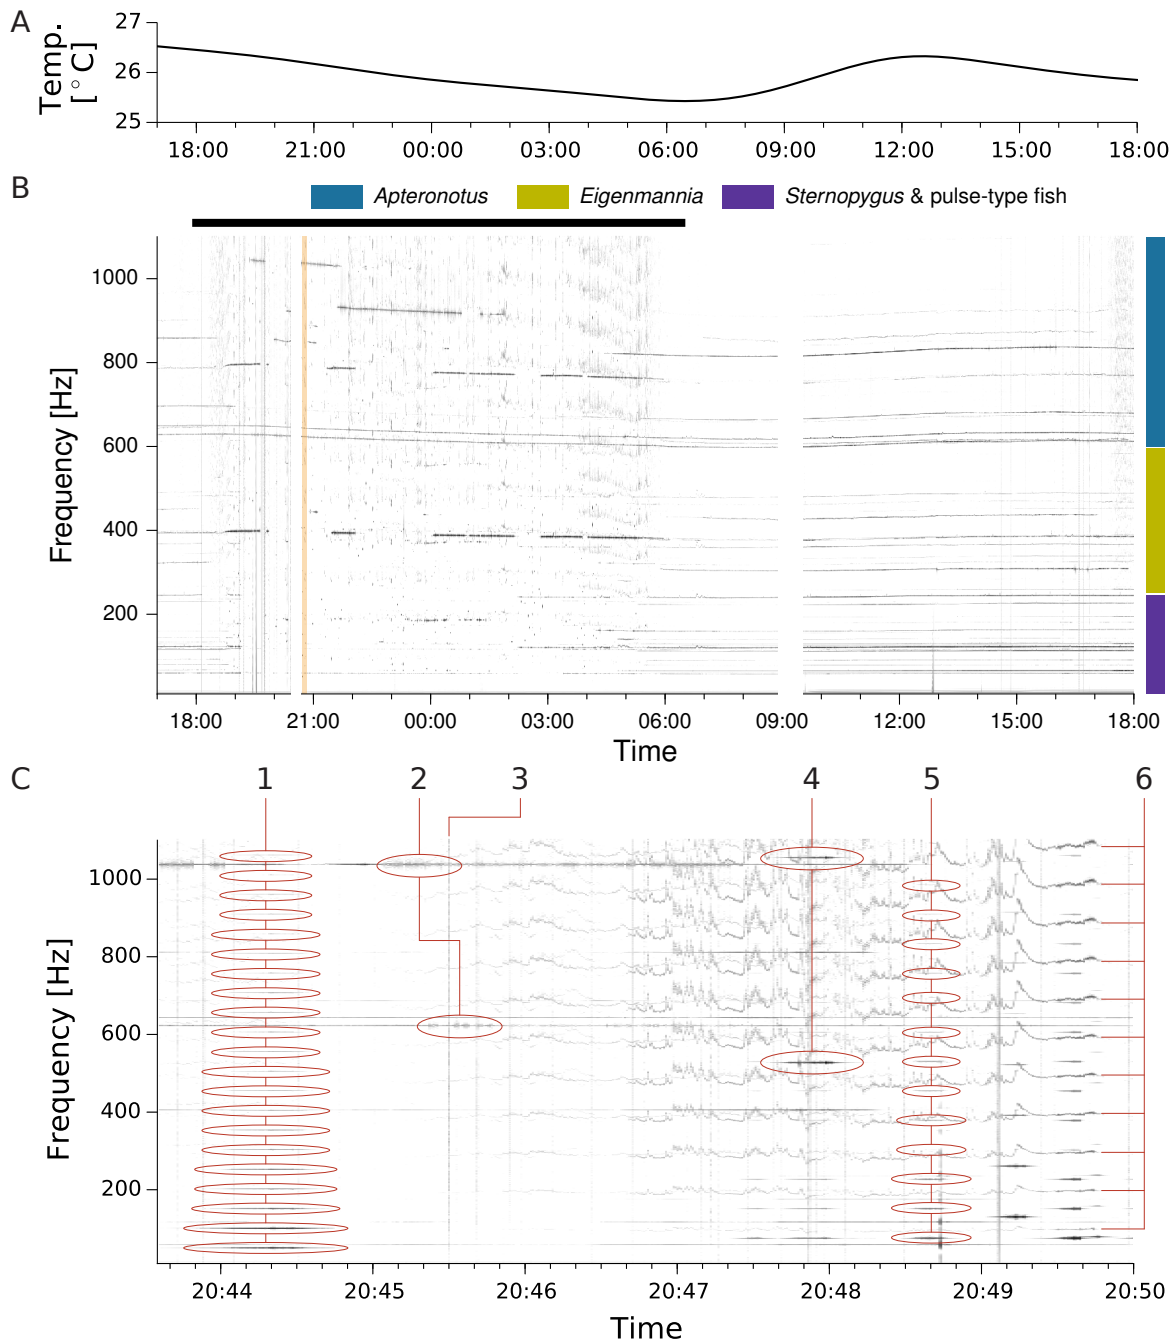 A
Temp.
[°C]
27
26
25
18:00 21:00 00:00 03:00 06:00 09:00 12:00 15:00 18:00
B
Apteronotus Eigenmannia Sternopygus & pulse-type fish
Frequency [Hz]
1000
800
600
400
200
18:00 21:00 00:00 03:00 06:00 09:00 12:00 15:00 18:00
Time
C
1 2 3 4 5 6
Frequency [Hz]
1000
800
600
400
200
20:44 20:45 20:46 20:47 20:48 20:49 20:50
Time